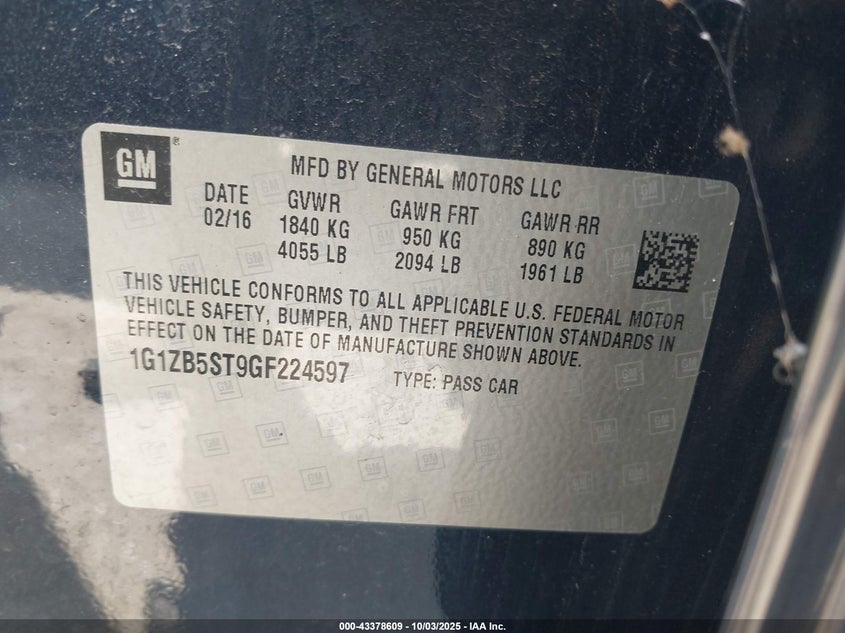 GM
MFD BY GENERAL MOTORS LLC
DATE GVWR GAWR FRT GAWR RR
02/16 1840 KG 950 KG 890 KG
4055 LB 2094 LB 1961 LB
THIS VEHICLE CONFORMS TO ALL APPLICABLE U.S. FEDERAL MOTOR
VEHICLE SAFETY, BUMPER, AND THEFT PREVENTION STANDARDS IN
EFFECT ON THE DATE OF MANUFACTURE SHOWN ABOVE.
1G1ZB5ST9GF224597 TYPE: PASS CAR
000-43378609 - 10/03/2025 - IAA Inc.